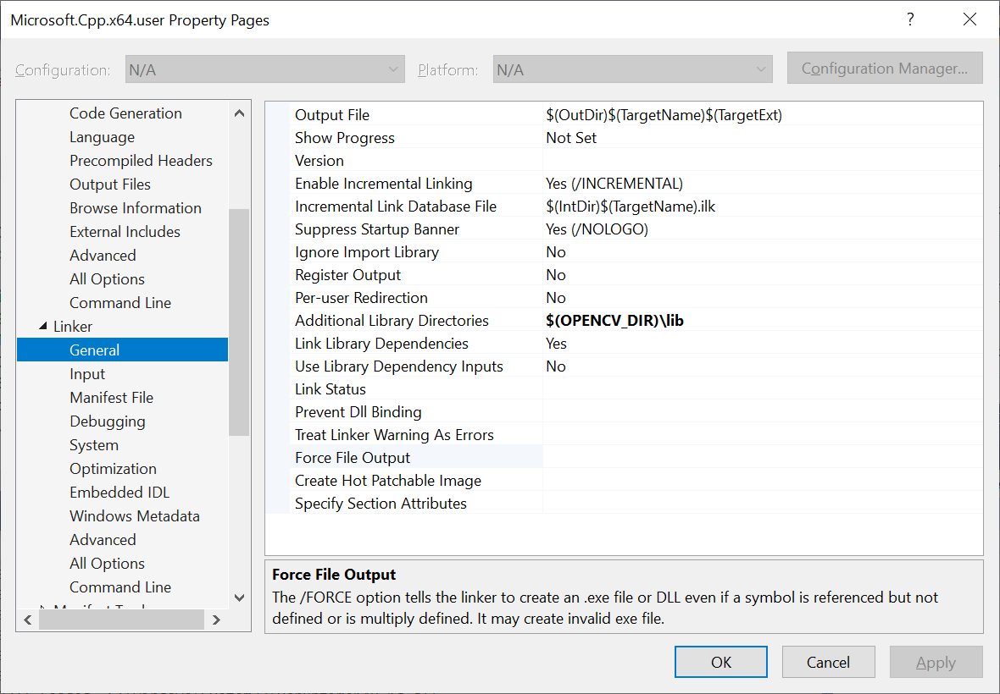 Microsoft.Cpp.x64.user Property Pages
?
Configuration: N/A Platform: N/A Configuration Manager...
Code Generation
Language
Precompiled Headers
Output Files
Browse Information
External Includes
Advanced
All Options
Command Line
Linker
General
Input
Manifest File
Debugging
System
Optimization
Embedded IDL
Windows Metadata
Advanced
All Options
Command Line
Output File $(OutDir)$(TargetName)$(TargetExt)
Show Progress Not Set
Version
Enable Incremental Linking Yes (/INCREMENTAL)
Incremental Link Database File $(IntDir)$(TargetName).ilk
Suppress Startup Banner Yes (/NOLOGO)
Ignore Import Library No
Register Output No
Per-user Redirection No
Additional Library Directories $(OPENCV_DIR)\lib
Link Library Dependencies Yes
Use Library Dependency Inputs No
Link Status
Prevent Dll Binding
Treat Linker Warning As Errors
Force File Output
Create Hot Patchable Image
Specify Section Attributes
Force File Output
The /FORCE option tells the linker to create an .exe file or DLL even if a symbol is referenced but not
defined or is multiply defined. It may create invalid exe file.
OK Cancel Apply